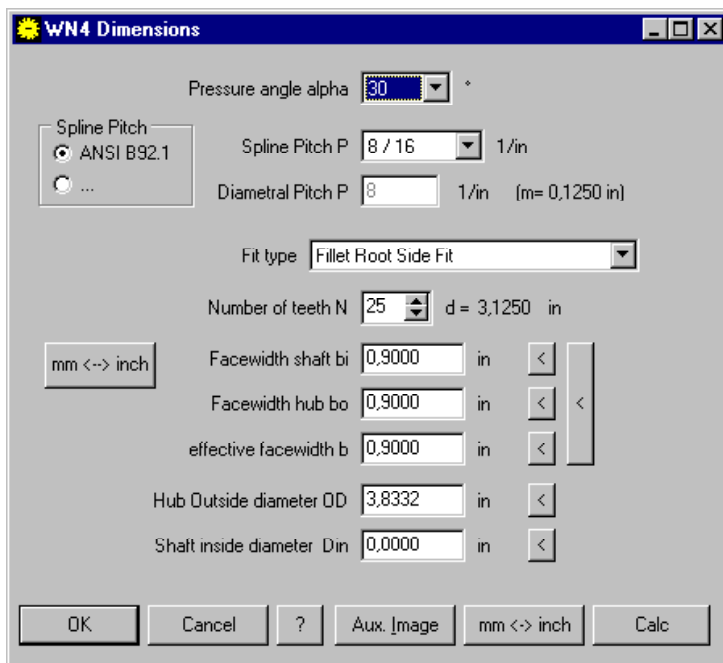 WN4 Dimensions
Pressure angle alpha 30 °
Spline Pitch
ANSI B92.1
...
Spline Pitch P 8 / 16 1/in
Diametral Pitch P 8 1/in (m= 0,1250 in)
Fit type Fillet Root Side Fit
Number of teeth N 25 d = 3,1250 in
mm <--> inch
Facewidth shaft bi 0,9000 in <
Facewidth hub bo 0,9000 in < <
effective facewidth b 0,9000 in <
Hub Outside diameter OD 3,8332 in <
Shaft inside diameter Din 0,0000 in <
OK Cancel ? Aux. Image mm <-> inch Calc